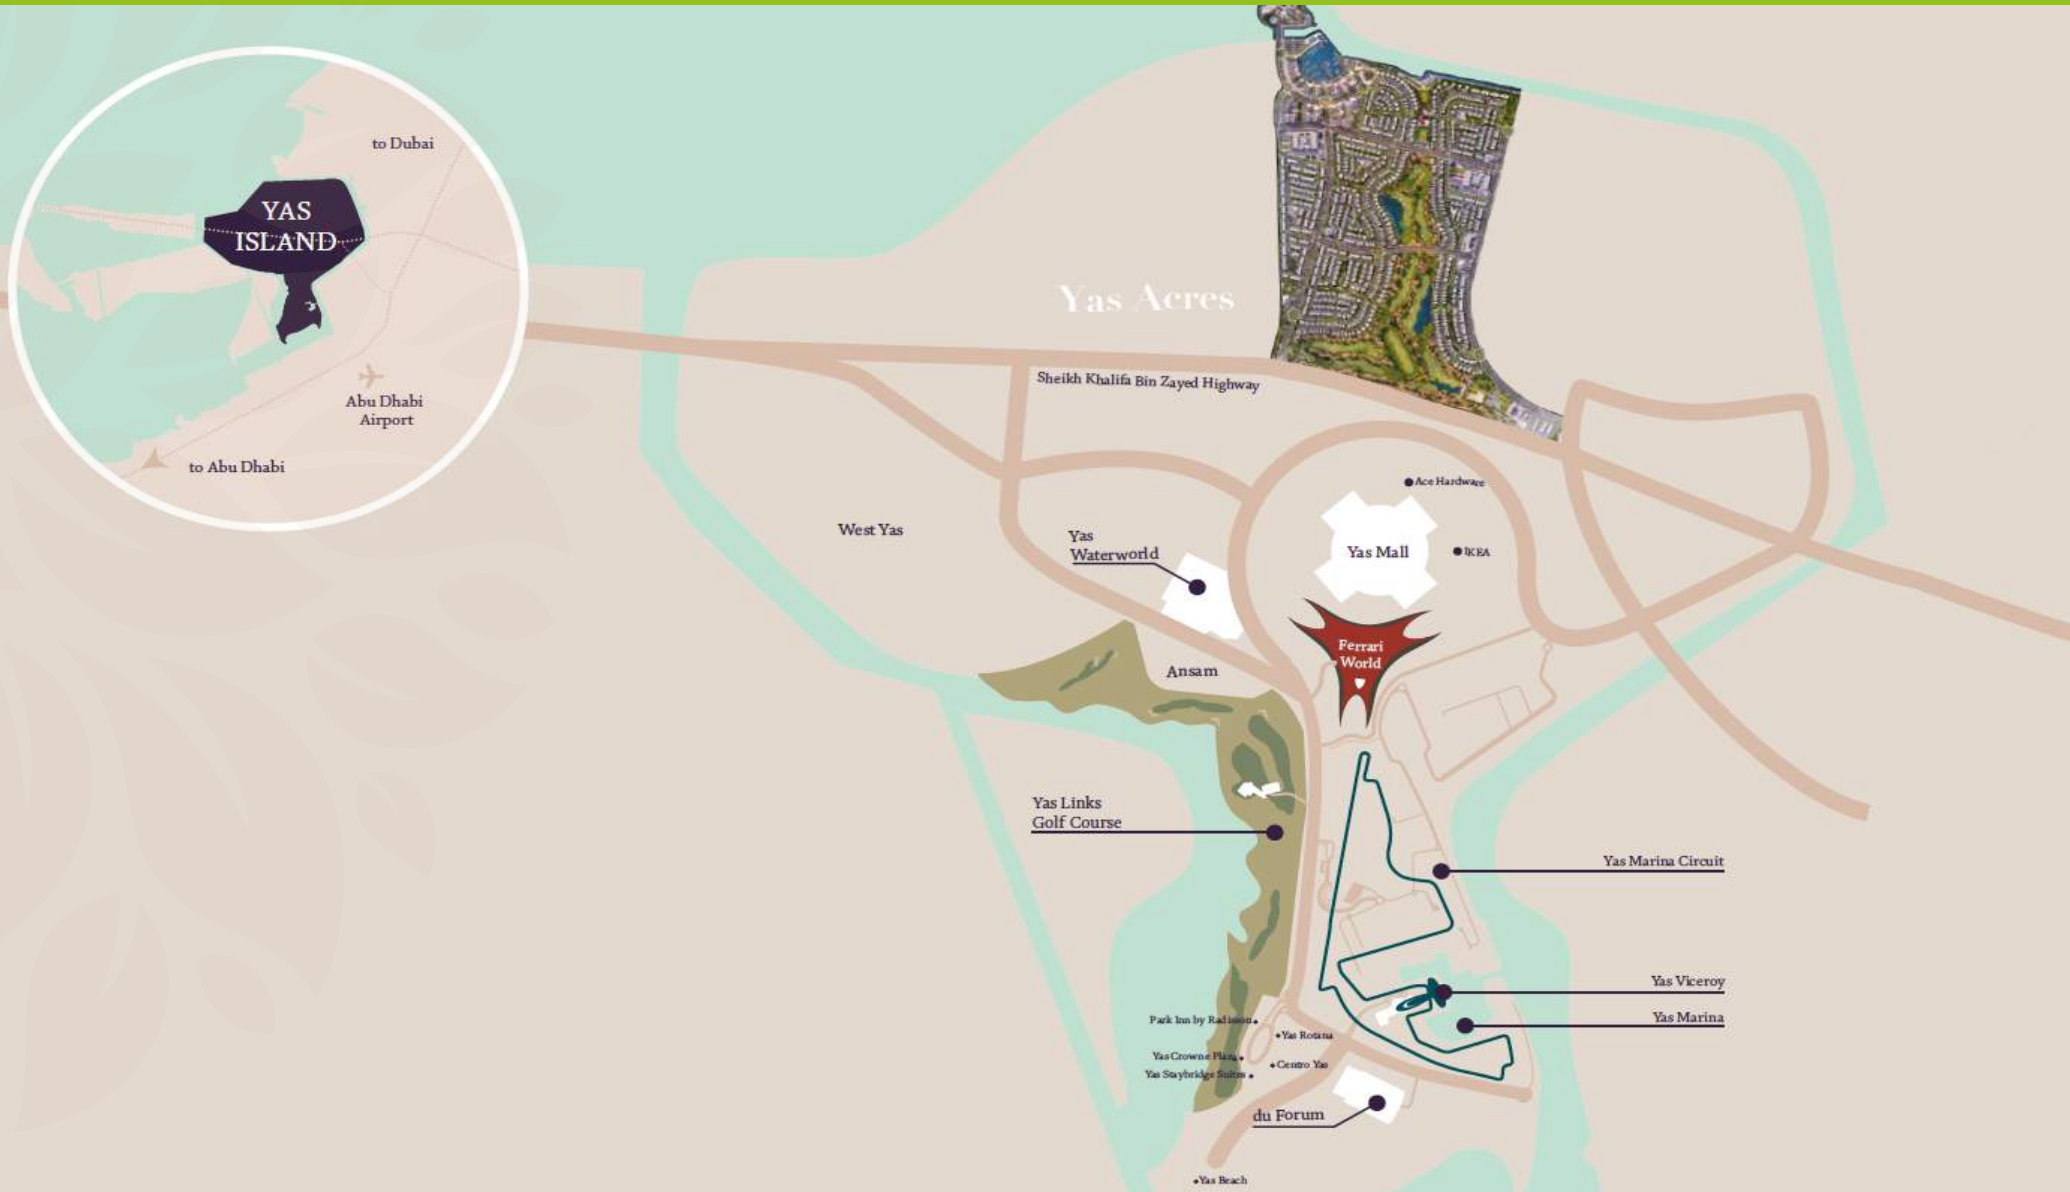 to Dubai
YAS
ISLAND
Abu Dhabi
Airport
to Abu Dhabi
Yas Acres
Sheikh Khalifa Bin Zayed Highway
Ace Hardware
West Yas
Yas
Waterworld
Yas Mall
IKEA
Ferrari
World
Ansam
Yas Links
Golf Course
Yas Marina Circuit
Yas Viceroy
Yas Marina
Park Inn by Radisson
Yas Rotana
Yas Crowne Plaza
Centro Yas
Yas Staybridge Suites
du Forum
Yas Beach